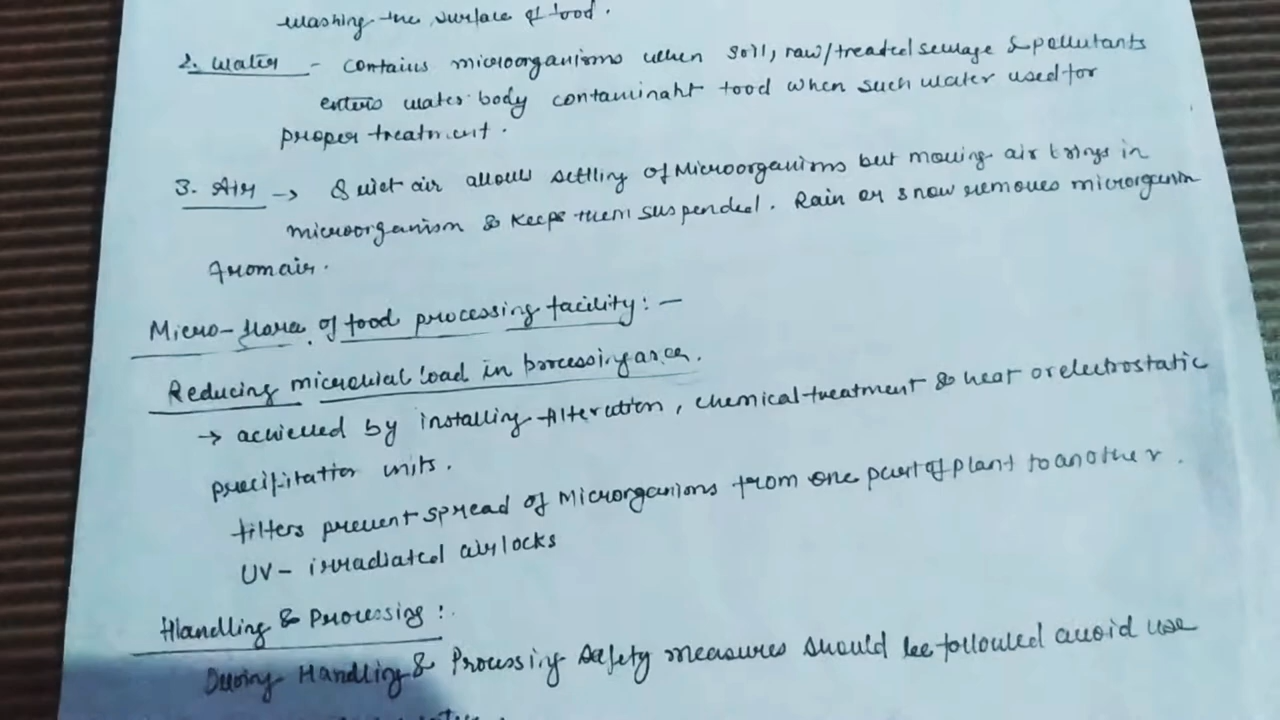 washing the surface of food.
2. Water - contains microorganisms when soil, raw/treated sewage & pollutants
enters water body contaminaht food when such water used for
proper treatment.
3. Air → Quiet air allows settling of Microorganisms but moving air brings in
microorganism & keeps them suspended. Rain or snow removes microrganism
from air.
Micro-flora of food processing facility: —
Reducing microbial load in processing area.
→ achieved by installing filteration, chemical treatment & heat or electrostatic
precipitation units.
filters prevent spread of Microrganisms from one part of plant to another.
UV - irradiated airlocks
Handling & Processing :
During Handling & Processing safety measures should be followed avoid use